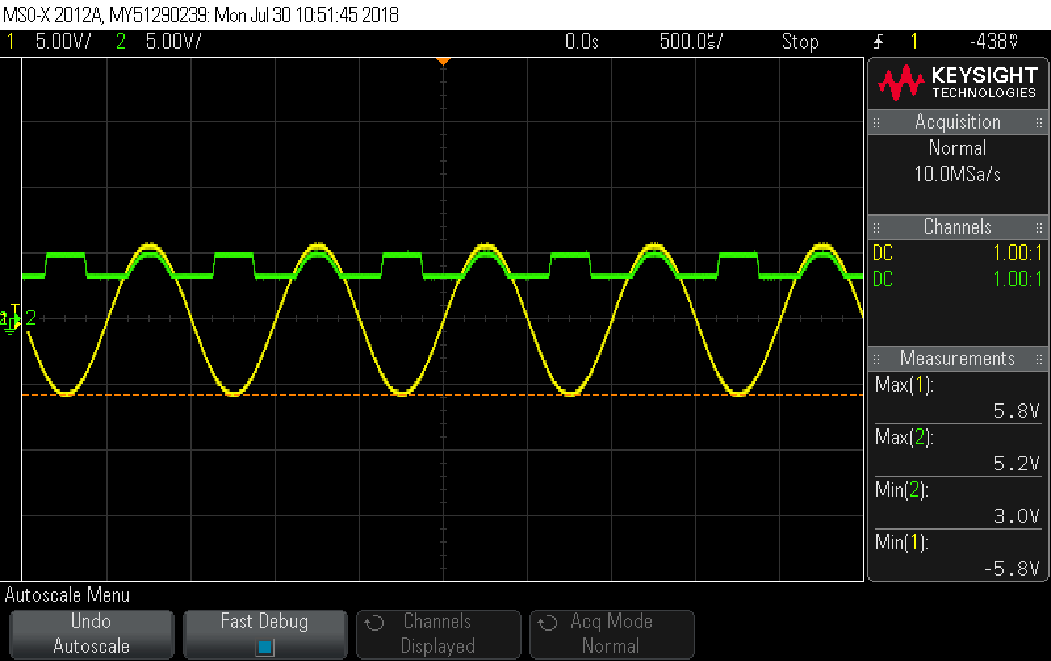 MSO-X 2012A, MY51290239: Mon Jul 30 10:51:45 2018
1 5.00V/ 2 5.00V/ 0.0s 500.0us/ Stop 1 -438mV
KEYSIGHT
TECHNOLOGIES
Acquisition
Normal
10.0MSa/s
Channels
DC 1.00:1
DC 1.00:1
T
2
Measurements
Max(1):
5.8V
Max(2):
5.2V
Min(2):
3.0V
Min(1):
-5.8V
Autoscale Menu
Undo
Autoscale
Fast Debug
Channels
Displayed
Acq Mode
Normal